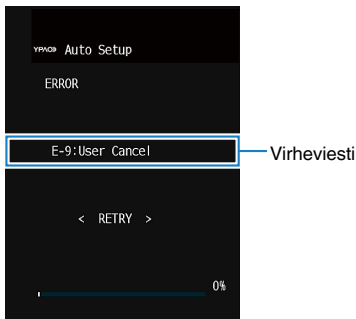 YPAO Auto Setup
ERROR
E-9:User Cancel
Virheviesti
< RETRY >
0%